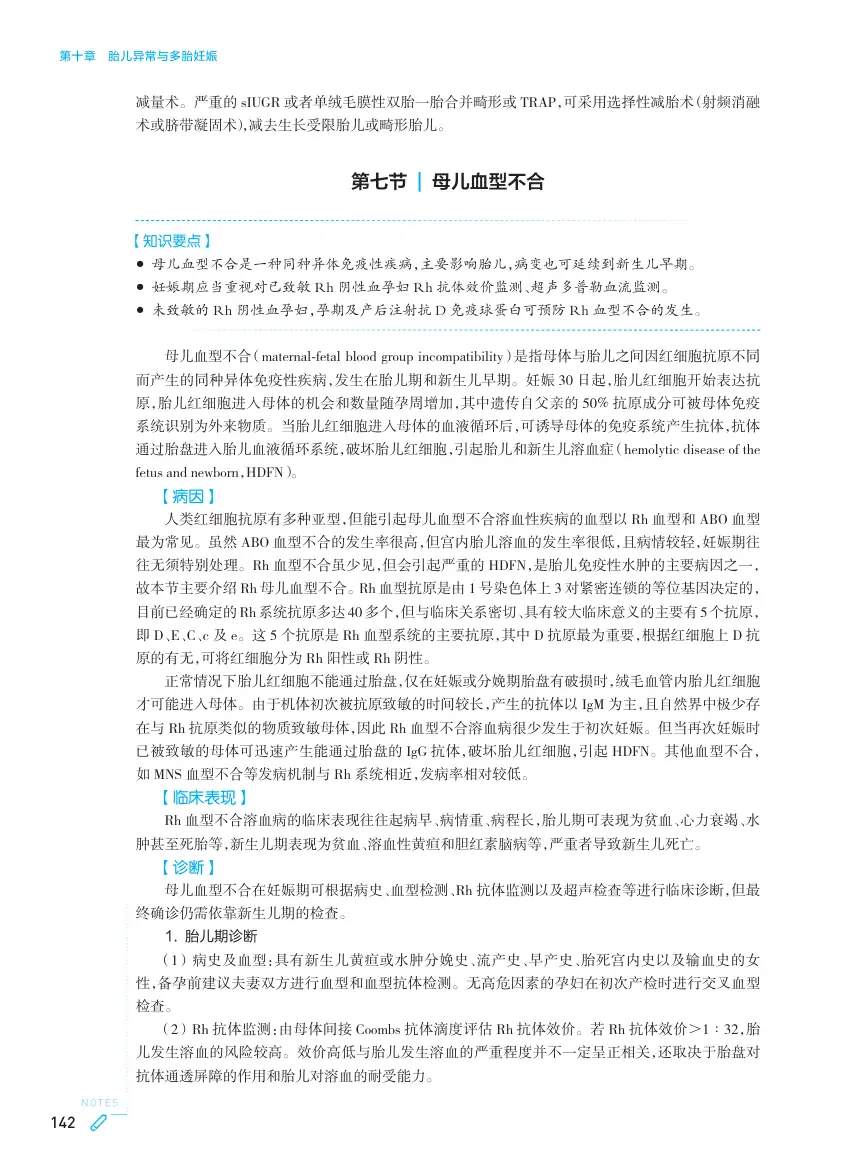 第十章 胎儿异常与多胎妊娠
减量术。严重的 sIUGR 或者单绒毛膜性双胎一胎合并畸形或 TRAP,可采用选择性减胎术(射频消融
术或脐带凝固术),减去生长受限胎儿或畸形胎儿。
第七节 | 母儿血型不合
【知识要点】
● 母儿血型不合是一种同种异体免疫性疾病,主要影响胎儿,病变也可延续到新生儿早期。
● 妊娠期应当重视对已致敏 Rh 阴性血孕妇 Rh 抗体效价监测、超声多普勒血流监测。
● 未致敏的 Rh 阴性血孕妇,孕期及产后注射抗 D 免疫球蛋白可预防 Rh 血型不合的发生。
母儿血型不合(maternal-fetal blood group incompatibility)是指母体与胎儿之间因红细胞抗原不同
而产生的同种异体免疫性疾病,发生在胎儿期和新生儿早期。妊娠 30 日起,胎儿红细胞开始表达抗
原,胎儿红细胞进入母体的机会和数量随孕周增加,其中遗传自父亲的 50% 抗原成分可被母体免疫
系统识别为外来物质。当胎儿红细胞进入母体的血液循环后,可诱导母体的免疫系统产生抗体,抗体
通过胎盘进入胎儿血液循环系统,破坏胎儿红细胞,引起胎儿和新生儿溶血症(hemolytic disease of the
fetus and newborn,HDFN)。
【病因】
人类红细胞抗原有多种亚型,但能引起母儿血型不合溶血性疾病的血型以 Rh 血型和 ABO 血型
最为常见。虽然 ABO 血型不合的发生率很高,但宫内胎儿溶血的发生率很低,且病情较轻,妊娠期往
往无须特别处理。Rh 血型不合虽少见,但会引起严重的 HDFN,是胎儿免疫性水肿的主要病因之一,
故本节主要介绍 Rh 母儿血型不合。Rh 血型抗原是由 1 号染色体上 3 对紧密连锁的等位基因决定的,
目前已经确定的 Rh 系统抗原多达 40 多个,但与临床关系密切、具有较大临床意义的主要有 5 个抗原,
即 D、E、C、c 及 e。这 5 个抗原是 Rh 血型系统的主要抗原,其中 D 抗原最为重要,根据红细胞上 D 抗
原的有无,可将红细胞分为 Rh 阳性或 Rh 阴性。
正常情况下胎儿红细胞不能通过胎盘,仅在妊娠或分娩期胎盘有破损时,绒毛血管内胎儿红细胞
才可能进入母体。由于机体初次被抗原致敏的时间较长,产生的抗体以 IgM 为主,且自然界中极少存
在与 Rh 抗原类似的物质致敏母体,因此 Rh 血型不合溶血病很少发生于初次妊娠。但当再次妊娠时
已被致敏的母体可迅速产生能通过胎盘的 IgG 抗体,破坏胎儿红细胞,引起 HDFN。其他血型不合,
如 MNS 血型不合等发病机制与 Rh 系统相近,发病率相对较低。
【临床表现】
Rh 血型不合溶血病的临床表现往往起病早、病情重、病程长,胎儿期可表现为贫血、心力衰竭、水
肿甚至死胎等,新生儿期表现为贫血、溶血性黄疸和胆红素脑病等,严重者导致新生儿死亡。
【诊断】
母儿血型不合在妊娠期可根据病史、血型检测、Rh 抗体监测以及超声检查等进行临床诊断,但最
终确诊仍需依靠新生儿期的检查。
1. 胎儿期诊断
(1)病史及血型:具有新生儿黄疸或水肿分娩史、流产史、早产史、胎死宫内史以及输血史的女
性,备孕前建议夫妻双方进行血型和血型抗体检测。无高危因素的孕妇在初次产检时进行交叉血型
检查。
(2)Rh 抗体监测:由母体间接 Coombs 抗体滴度评估 Rh 抗体效价。若 Rh 抗体效价>1∶32,胎
儿发生溶血的风险较高。效价高低与胎儿发生溶血的严重程度并不一定呈正相关,还取决于胎盘对
抗体通透屏障的作用和胎儿对溶血的耐受能力。
NOTES
142